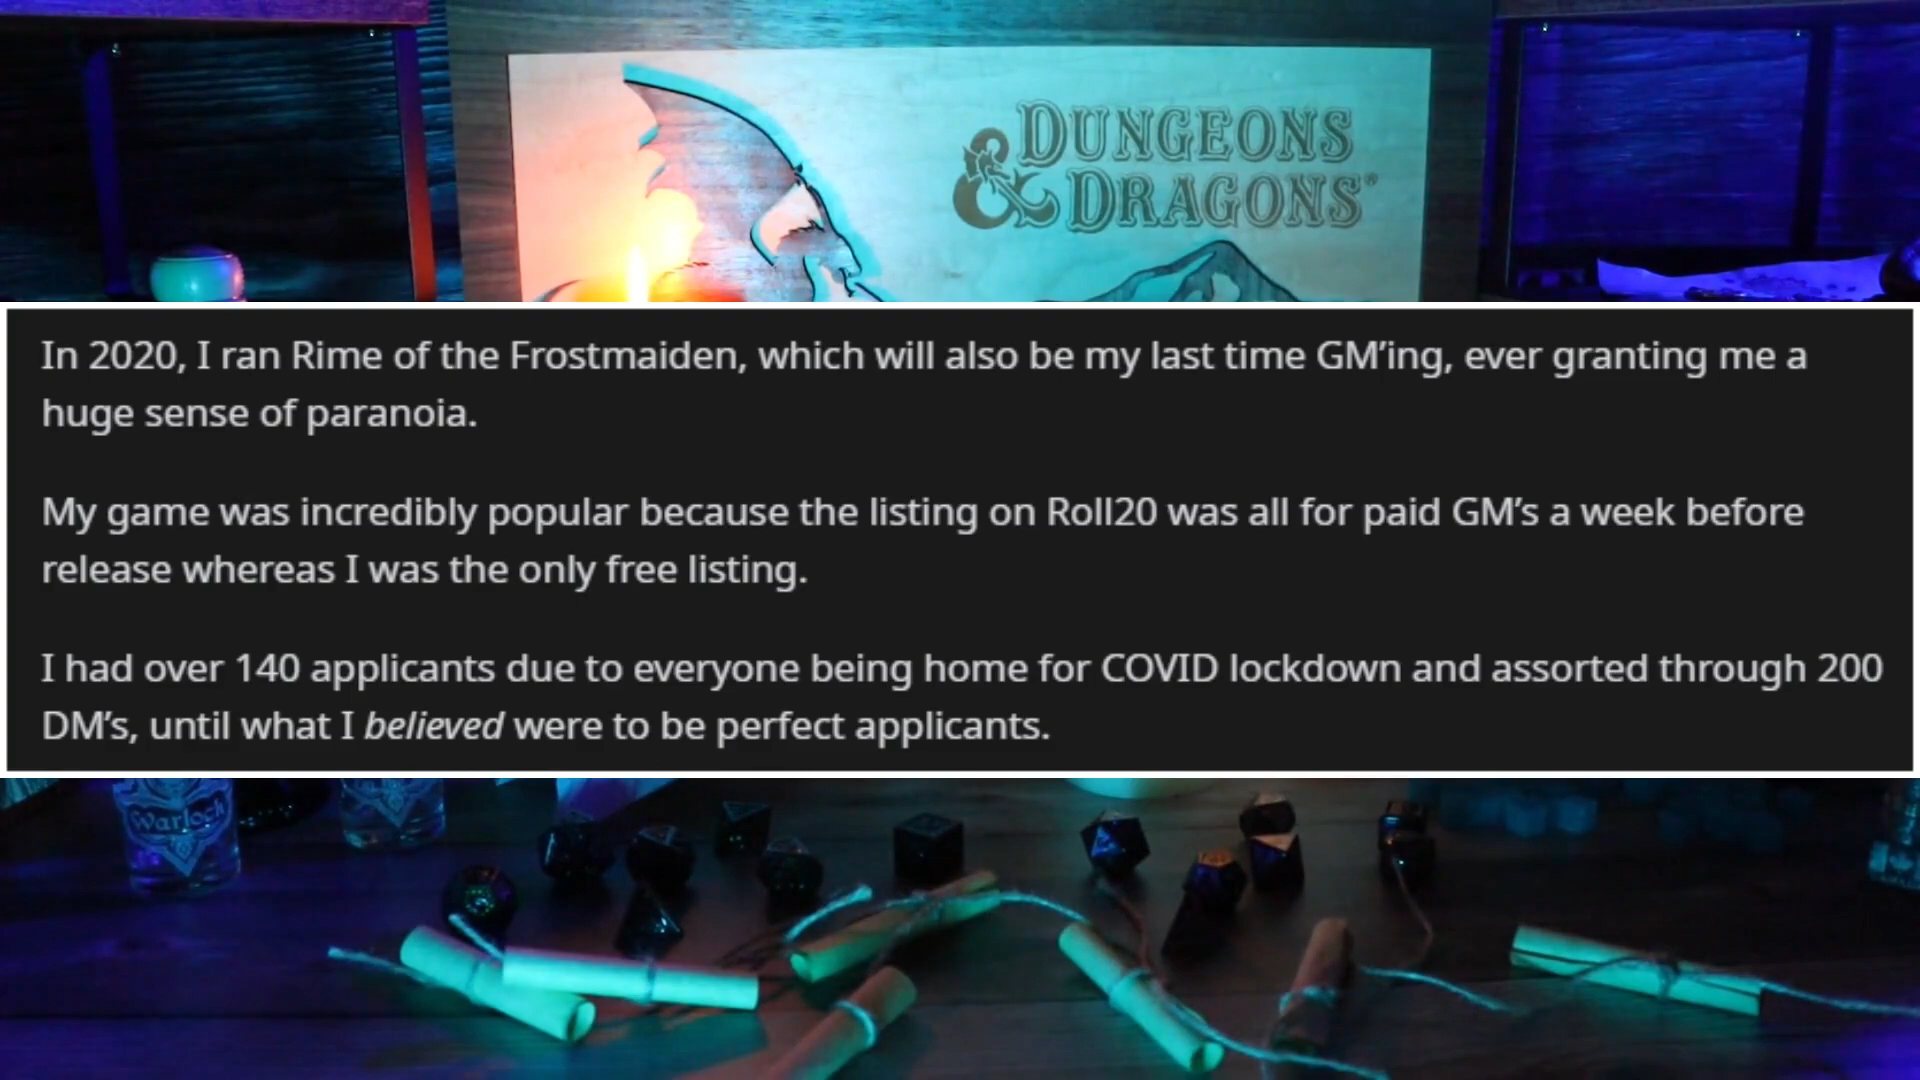 DUNGEONS
& DRAGONS®
In 2020, I ran Rime of the Frostmaiden, which will also be my last time GM’ing, ever granting me a
huge sense of paranoia.
My game was incredibly popular because the listing on Roll20 was all for paid GM’s a week before
release whereas I was the only free listing.
I had over 140 applicants due to everyone being home for COVID lockdown and assorted through 200
DM’s, until what I believed were to be perfect applicants.
Warlock